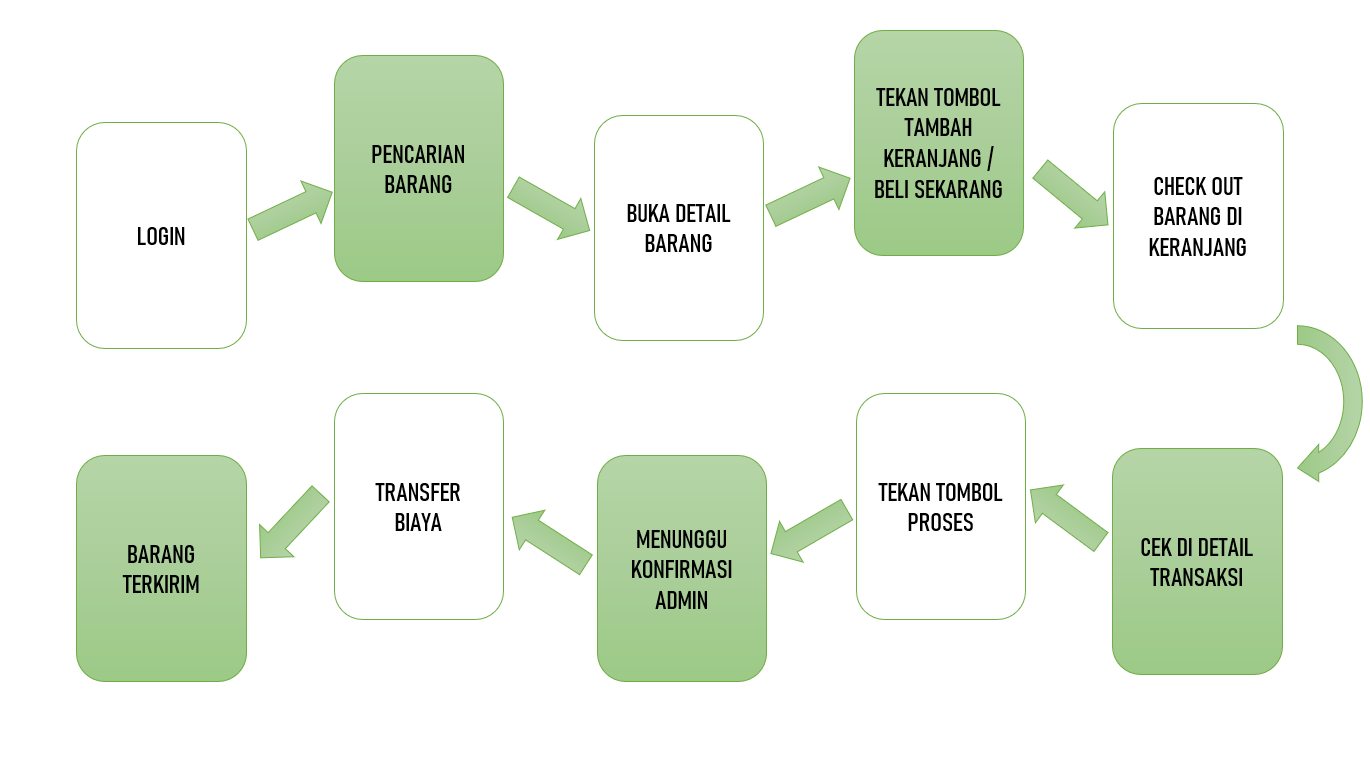 LOGIN
PENCARIAN
BARANG
BUKA DETAIL
BARANG
TEKAN TOMBOL
TAMBAH
KERANJANG /
BELI SEKARANG
CHECK OUT
BARANG DI
KERANJANG
CEK DI DETAIL
TRANSAKSI
TEKAN TOMBOL
PROSES
MENUNGGU
KONFIRMASI
ADMIN
TRANSFER
BIAYA
BARANG
TERKIRIM